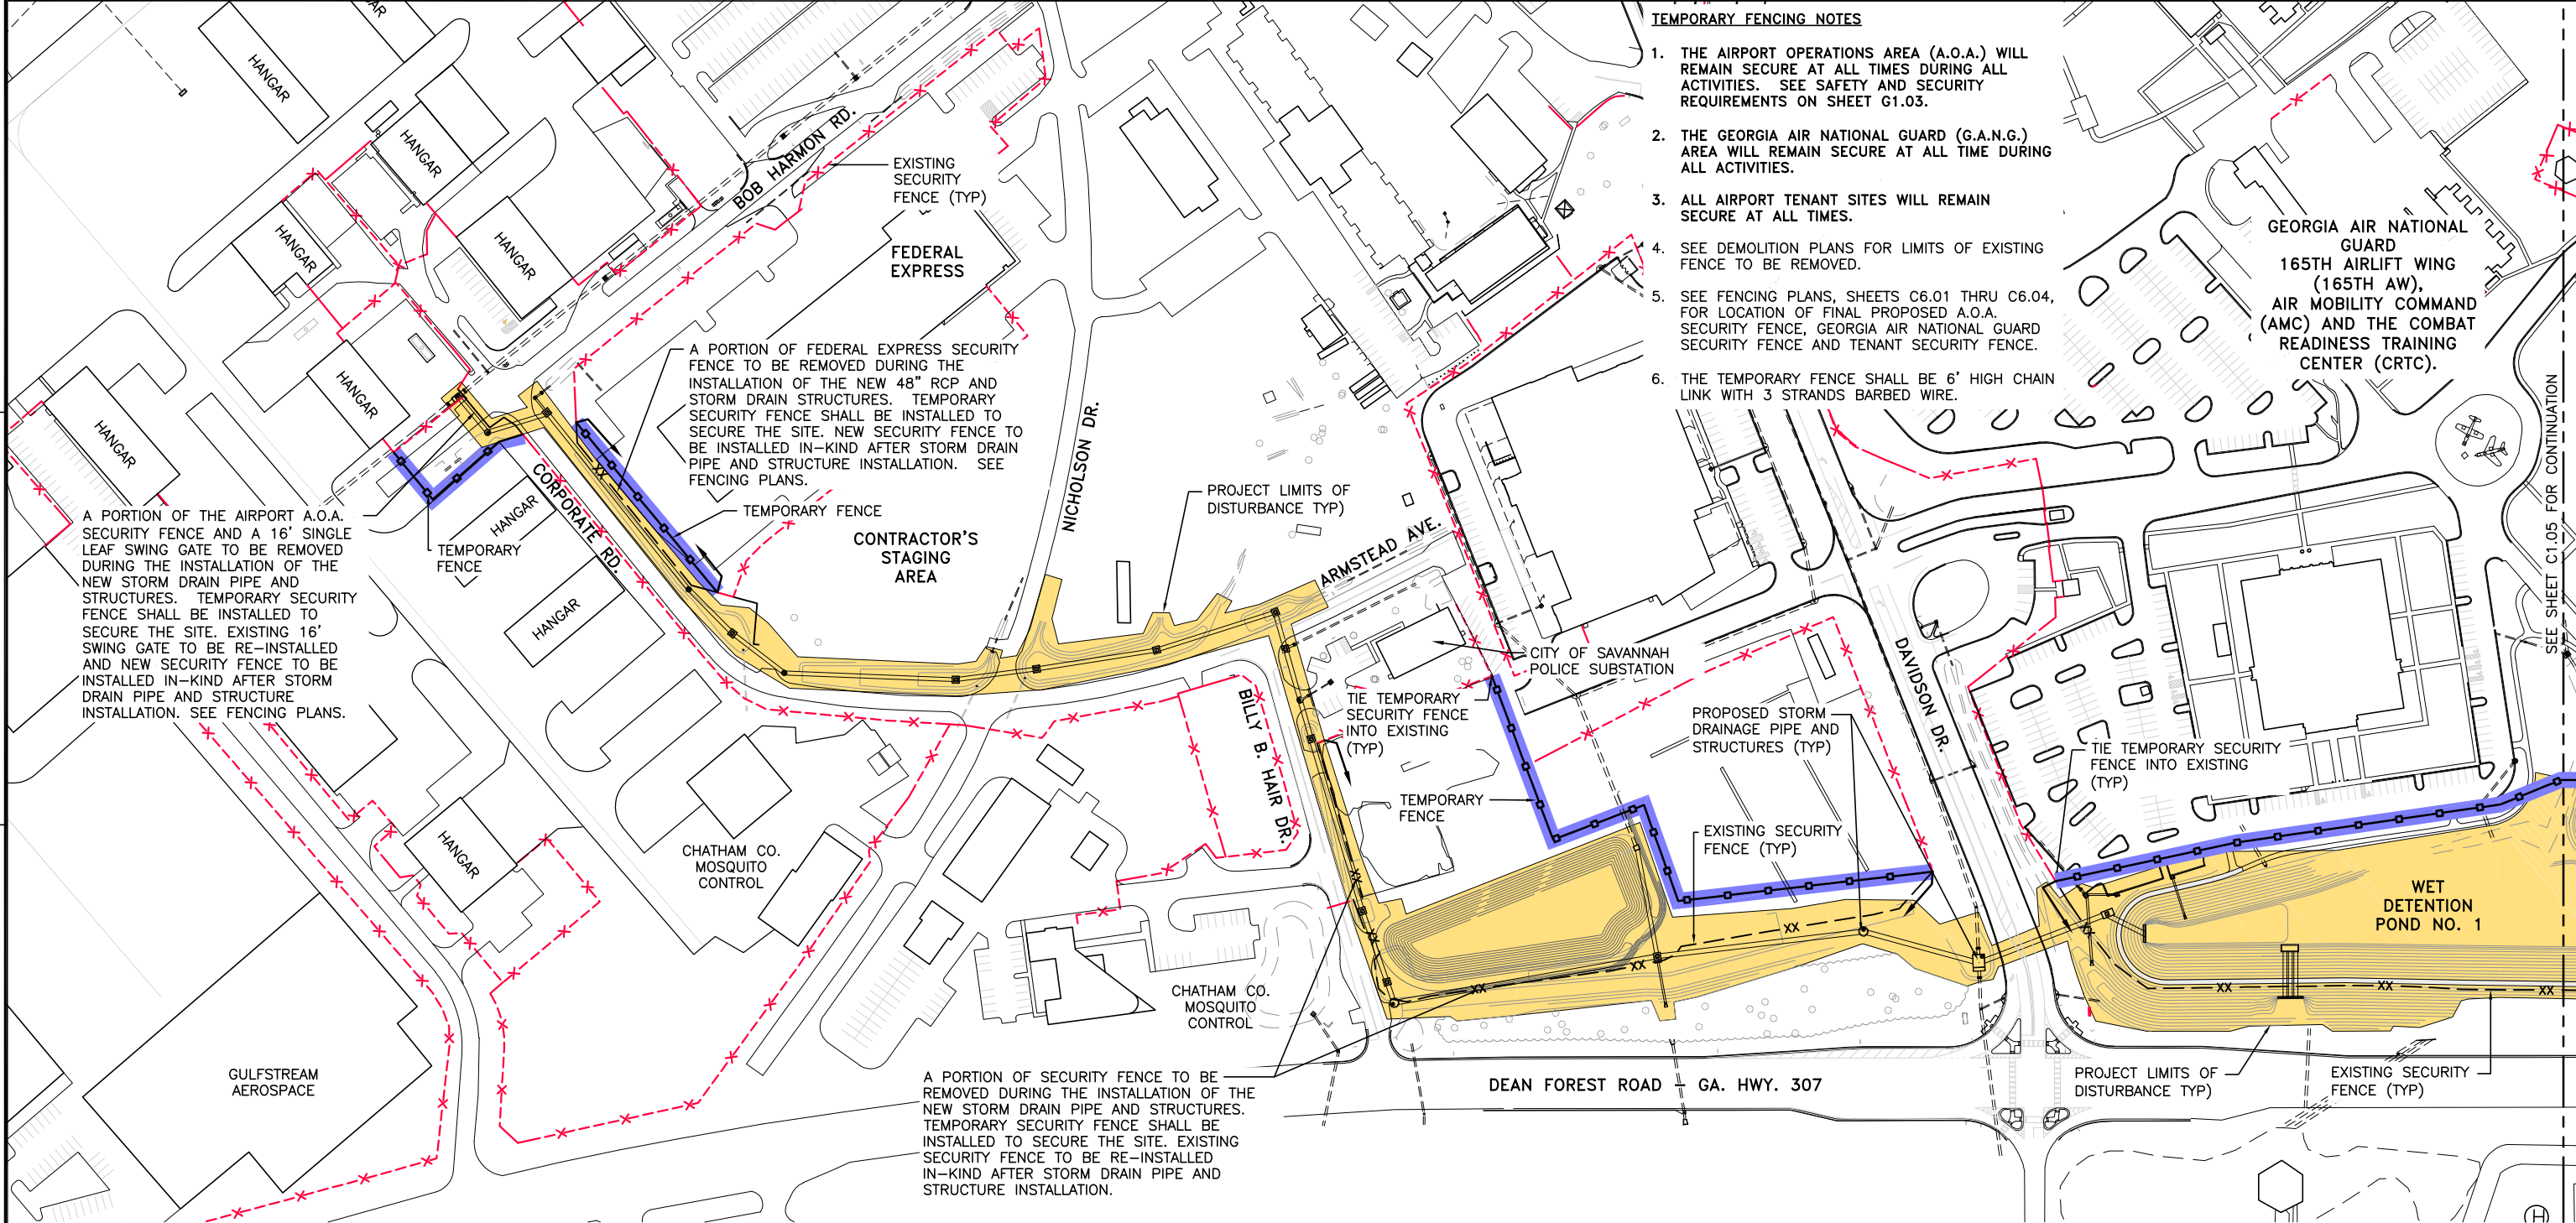 TEMPORARY FENCING NOTES
1. THE AIRPORT OPERATIONS AREA (A.O.A.) WILL
REMAIN SECURE AT ALL TIMES DURING ALL
ACTIVITIES. SEE SAFETY AND SECURITY
REQUIREMENTS ON SHEET G1.03.
2. THE GEORGIA AIR NATIONAL GUARD (G.A.N.G.)
AREA WILL REMAIN SECURE AT ALL TIME DURING
ALL ACTIVITIES.
3. ALL AIRPORT TENANT SITES WILL REMAIN
SECURE AT ALL TIMES.
4. SEE DEMOLITION PLANS FOR LIMITS OF EXISTING
FENCE TO BE REMOVED.
5. SEE FENCING PLANS, SHEETS C6.01 THRU C6.04,
FOR LOCATION OF FINAL PROPOSED A.O.A.
SECURITY FENCE, GEORGIA AIR NATIONAL GUARD
SECURITY FENCE AND TENANT SECURITY FENCE.
6. THE TEMPORARY FENCE SHALL BE 6' HIGH CHAIN
LINK WITH 3 STRANDS BARBED WIRE.
GEORGIA AIR NATIONAL
GUARD
165TH AIRLIFT WING
(165TH AW),
AIR MOBILITY COMMAND
(AMC) AND THE COMBAT
READINESS TRAINING
CENTER (CRTC).
SEE SHEET C1.05 FOR CONTINUATION
HANGAR
HANGAR
HANGAR
HANGAR
HANGAR
HANGAR
HANGAR
HANGAR
HANGAR
BOB HARMON RD.
EXISTING
SECURITY
FENCE (TYP)
FEDERAL
EXPRESS
A PORTION OF FEDERAL EXPRESS SECURITY
FENCE TO BE REMOVED DURING THE
INSTALLATION OF THE NEW 48" RCP AND
STORM DRAIN STRUCTURES. TEMPORARY
SECURITY FENCE SHALL BE INSTALLED TO
SECURE THE SITE. NEW SECURITY FENCE TO
BE INSTALLED IN-KIND AFTER STORM DRAIN
PIPE AND STRUCTURE INSTALLATION. SEE
FENCING PLANS.
TEMPORARY FENCE
CONTRACTOR'S
STAGING
AREA
NICHOLSON DR.
PROJECT LIMITS OF
DISTURBANCE TYP)
ARMSTEAD AVE.
CORPORATE RD.
TEMPORARY
FENCE
A PORTION OF THE AIRPORT A.O.A.
SECURITY FENCE AND A 16' SINGLE
LEAF SWING GATE TO BE REMOVED
DURING THE INSTALLATION OF THE
NEW STORM DRAIN PIPE AND
STRUCTURES. TEMPORARY SECURITY
FENCE SHALL BE INSTALLED TO
SECURE THE SITE. EXISTING 16'
SWING GATE TO BE RE-INSTALLED
AND NEW SECURITY FENCE TO BE
INSTALLED IN-KIND AFTER STORM
DRAIN PIPE AND STRUCTURE
INSTALLATION. SEE FENCING PLANS.
CITY OF SAVANNAH
POLICE SUBSTATION
TIE TEMPORARY
SECURITY FENCE
INTO EXISTING
(TYP)
TEMPORARY
FENCE
PROPOSED STORM
DRAINAGE PIPE AND
STRUCTURES (TYP)
EXISTING SECURITY
FENCE (TYP)
DAVIDSON DR.
TIE TEMPORARY SECURITY
FENCE INTO EXISTING
(TYP)
BILLY B. HAIR DR.
CHATHAM CO.
MOSQUITO
CONTROL
CHATHAM CO.
MOSQUITO
CONTROL
WET
DETENTION
POND NO. 1
XX
XX
XX
XX
XX
XX
XX
XX
XX
XX
GULFSTREAM
AEROSPACE
A PORTION OF SECURITY FENCE TO BE
REMOVED DURING THE INSTALLATION OF THE
NEW STORM DRAIN PIPE AND STRUCTURES.
TEMPORARY SECURITY FENCE SHALL BE
INSTALLED TO SECURE THE SITE. EXISTING
SECURITY FENCE TO BE RE-INSTALLED
IN-KIND AFTER STORM DRAIN PIPE AND
STRUCTURE INSTALLATION.
DEAN FOREST ROAD - GA. HWY. 307
PROJECT LIMITS OF
DISTURBANCE TYP)
EXISTING SECURITY
FENCE (TYP)
H